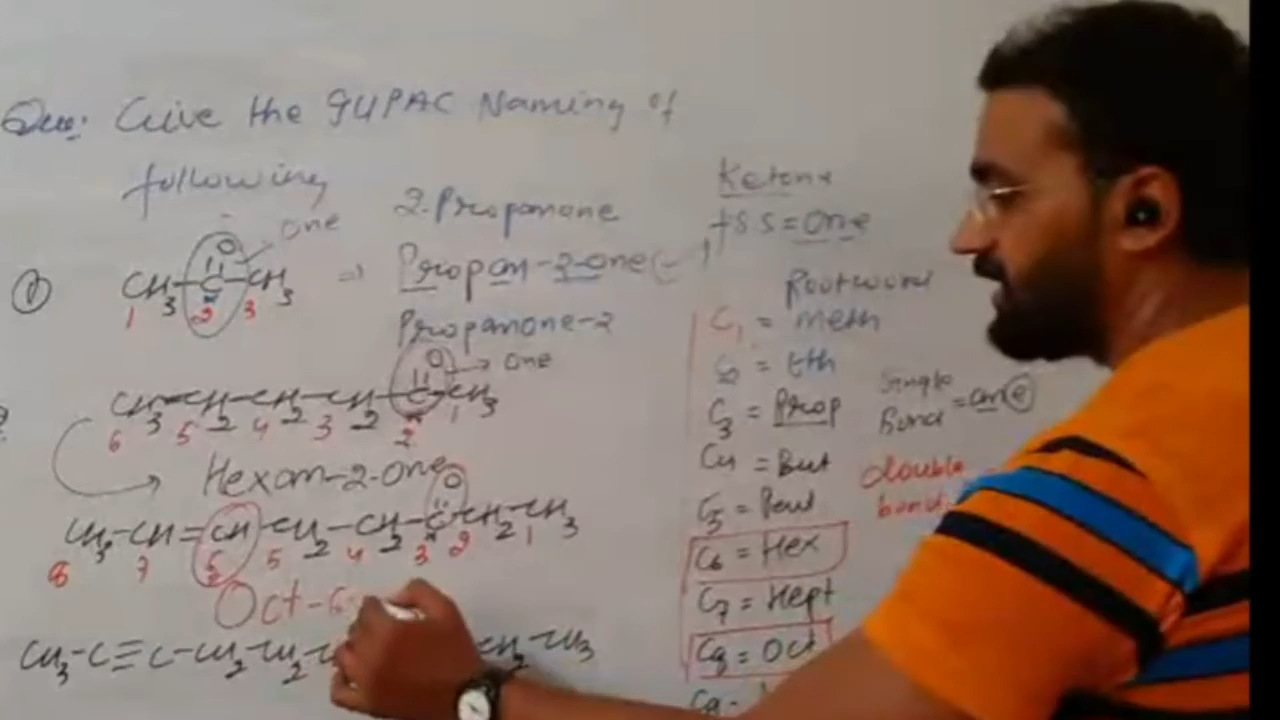 Que: Give the IUPAC Naming of
following
① CH3-C-CH3 ⇒
O
one
1 2 3
2-Propanone
Propan-2-one
Propanone-2
O → one
CH3-CH2-CH2-CH2-C-CH3
6 5 4 3 2 1
Hexan-2-one
O
CH3-CH=CH-CH2-CH2-C-CH2-CH3
8 7 6 5 4 3 2 1
Oct-6
CH3-C≡C-CH2-CH2
CH2-CH3
Ketone
+s s = one
Rootword
C1 = Meth
C2 = Eth
C3 = Prop
C4 = But
C5 = Pent
C6 = Hex
C7 = Hept
C8 = Oct
C9 -
Single
Bond = ane
double
bond